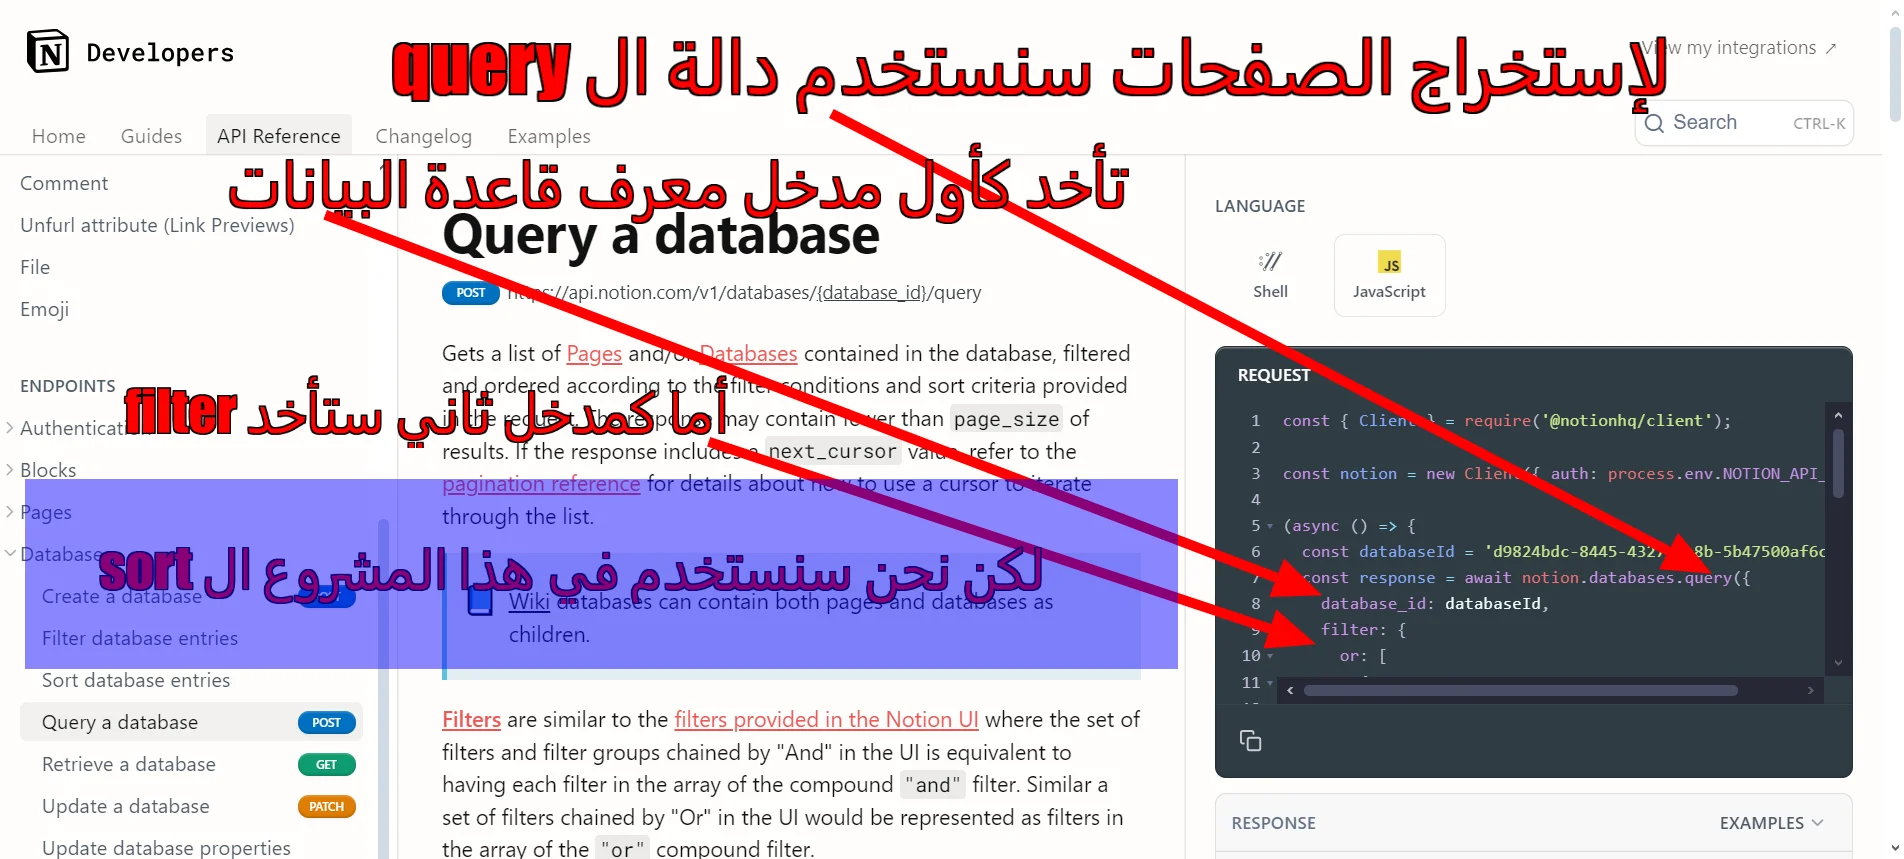 Developers
View my integrations ↗
لإستخراج الصفحات سنستخدم دالة ال query
Home Guides API Reference Changelog Examples
Search CTRL-K
تأخد كأول مدخل معرف قاعدة البيانات
Comment
Unfurl attribute (Link Previews)
File
Emoji
ENDPOINTS
Authentication
Blocks
Pages
Database
Create a database
Filter database entries
Sort database entries
Query a database POST
Retrieve a database GET
Update a database PATCH
Update database properties
Query a database
POST https://api.notion.com/v1/databases/{database_id}/query
Gets a list of Pages and/or Databases contained in the database, filtered
and ordered according to the filter conditions and sort criteria provided
in the request. The response may contain fewer than page_size of
results. If the response includes a next_cursor value, refer to the
pagination reference for details about how to use a cursor to iterate
through the list.
أما كمدخل ثاني ستأخد filter
لكن نحن سنستخدم في هذا المشروع ال sort
Wiki databases can contain both pages and databases as
children.
Filters are similar to the filters provided in the Notion UI where the set of
filters and filter groups chained by "And" in the UI is equivalent to
having each filter in the array of the compound "and" filter. Similar a
set of filters chained by "Or" in the UI would be represented as filters in
the array of the "or" compound filter.
LANGUAGE
Shell
JS
JavaScript
REQUEST
1 const { Client } = require('@notionhq/client');
2
3 const notion = new Client({ auth: process.env.NOTION_API_
4
5 (async () => {
6 const databaseId = 'd9824bdc-8445-4327- 8b-5b47500af6c
7 const response = await notion.databases.query({
8 database_id: databaseId,
9 filter: {
10 or: [
11
RESPONSE EXAMPLES